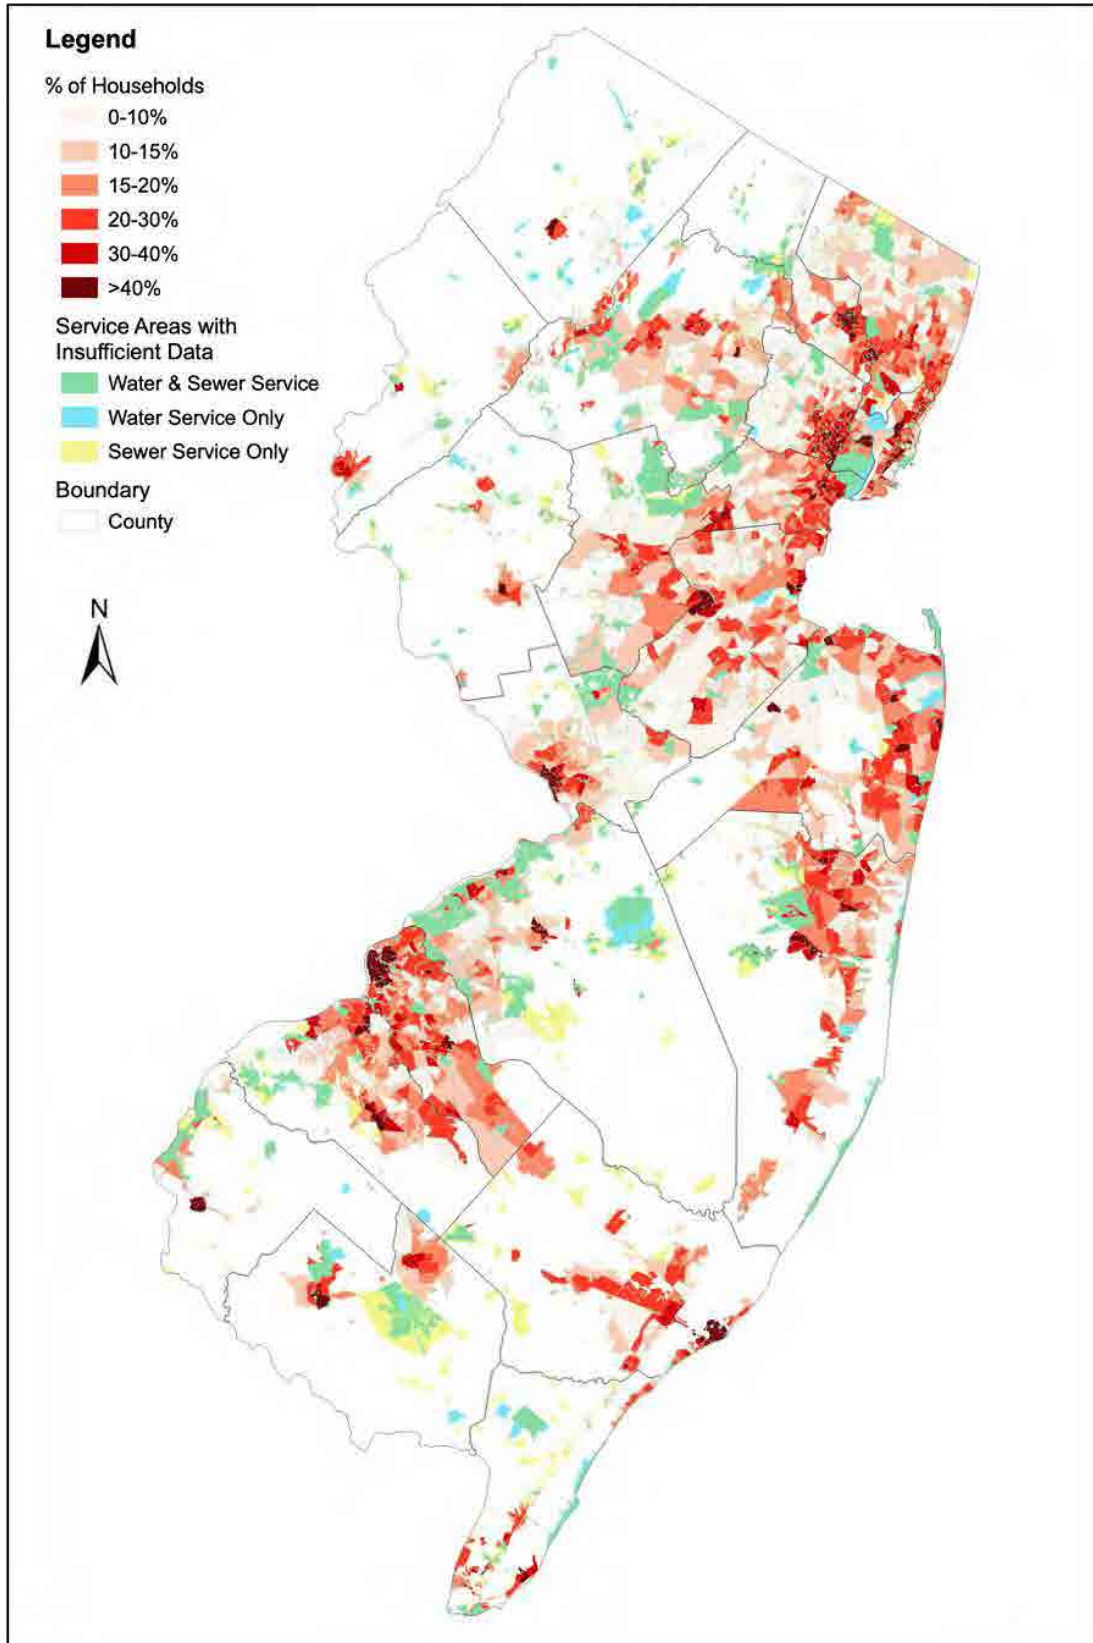 Legend
% of Households
0-10%
10-15%
15-20%
20-30%
30-40%
>40%
Service Areas with
Insufficient Data
Water & Sewer Service
Water Service Only
Sewer Service Only
Boundary
County
N